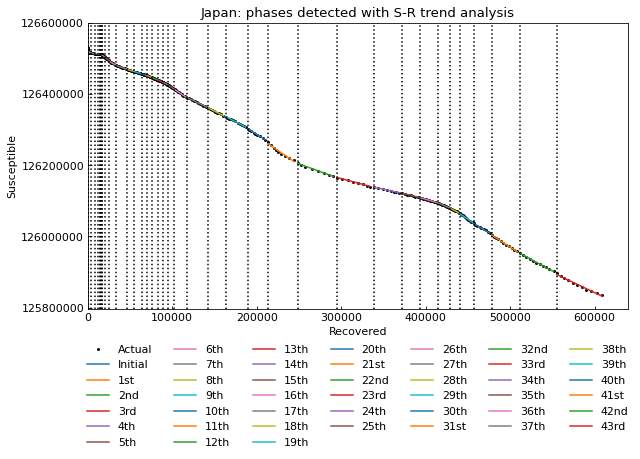 Japan: phases detected with S-R trend analysis
126600000
126400000
126200000
126000000
125800000
Susceptible
0 100000 200000 300000 400000 500000 600000
Recovered
Actual 6th 13th 20th 26th 32nd 38th
Initial 7th 14th 21st 27th 33rd 39th
1st 8th 15th 22nd 28th 34th 40th
2nd 9th 16th 23rd 29th 35th 41st
3rd 10th 17th 24th 30th 36th 42nd
4th 11th 18th 25th 31st 37th 43rd
5th 12th 19th